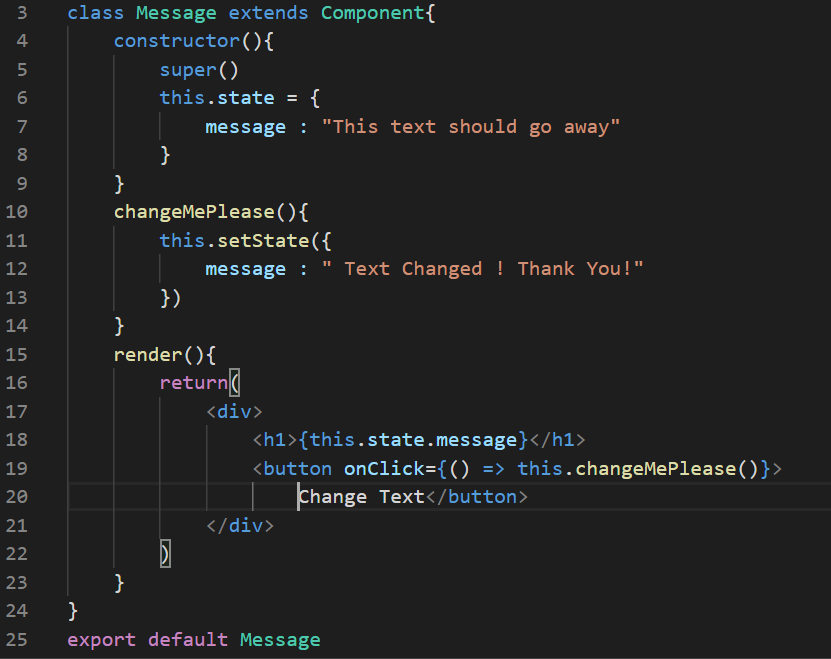 3 class Message extends Component{
4 constructor(){
5 super()
6 this.state = {
7 message : "This text should go away"
8 }
9 }
10 changeMePlease(){
11 this.setState({
12 message : " Text Changed ! Thank You!"
13 })
14 }
15 render(){
16 return(
17 <div>
18 <h1>{this.state.message}</h1>
19 <button onClick={() => this.changeMePlease()}>
20 Change Text</button>
21 </div>
22 )
23 }
24 }
25 export default Message